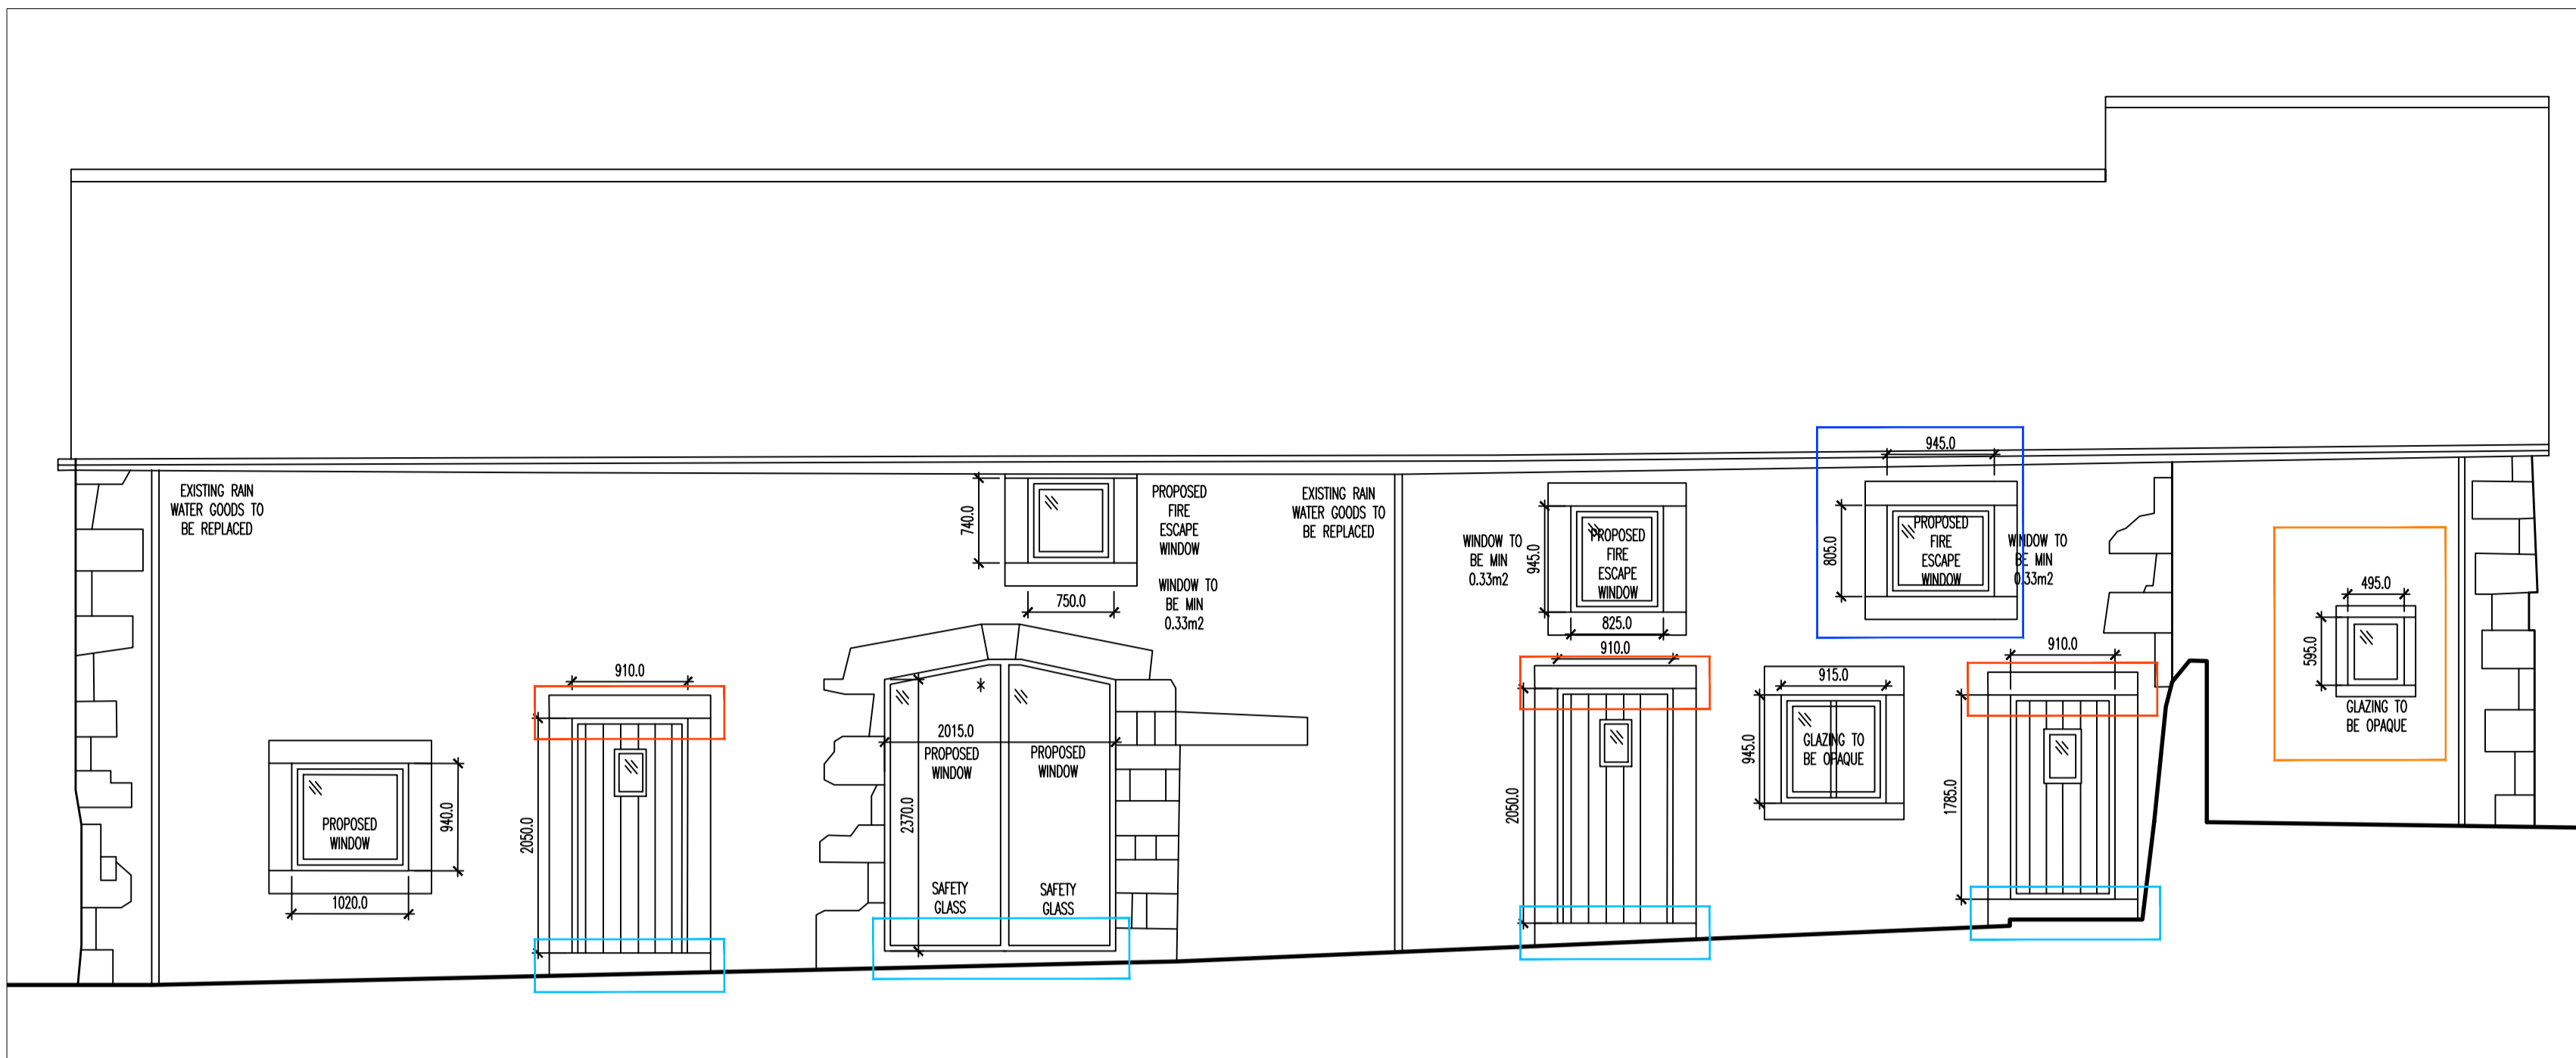 EXISTING RAIN
WATER GOODS TO
BE REPLACED
PROPOSED
WINDOW
940.0
1020.0
910.0
2050.0
740.0
750.0
PROPOSED
FIRE
ESCAPE
WINDOW
WINDOW TO
BE MIN
0.33m2
2015.0
2370.0
PROPOSED
WINDOW
PROPOSED
WINDOW
SAFETY
GLASS
SAFETY
GLASS
EXISTING RAIN
WATER GOODS TO
BE REPLACED
WINDOW TO
BE MIN
0.33m2
945.0
PROPOSED
FIRE
ESCAPE
WINDOW
825.0
910.0
2050.0
945.0
805.0
PROPOSED
FIRE
ESCAPE
WINDOW
WINDOW TO
BE MIN
0.33m2
915.0
945.0
GLAZING TO
BE OPAQUE
910.0
1785.0
495.0
595.0
GLAZING TO
BE OPAQUE